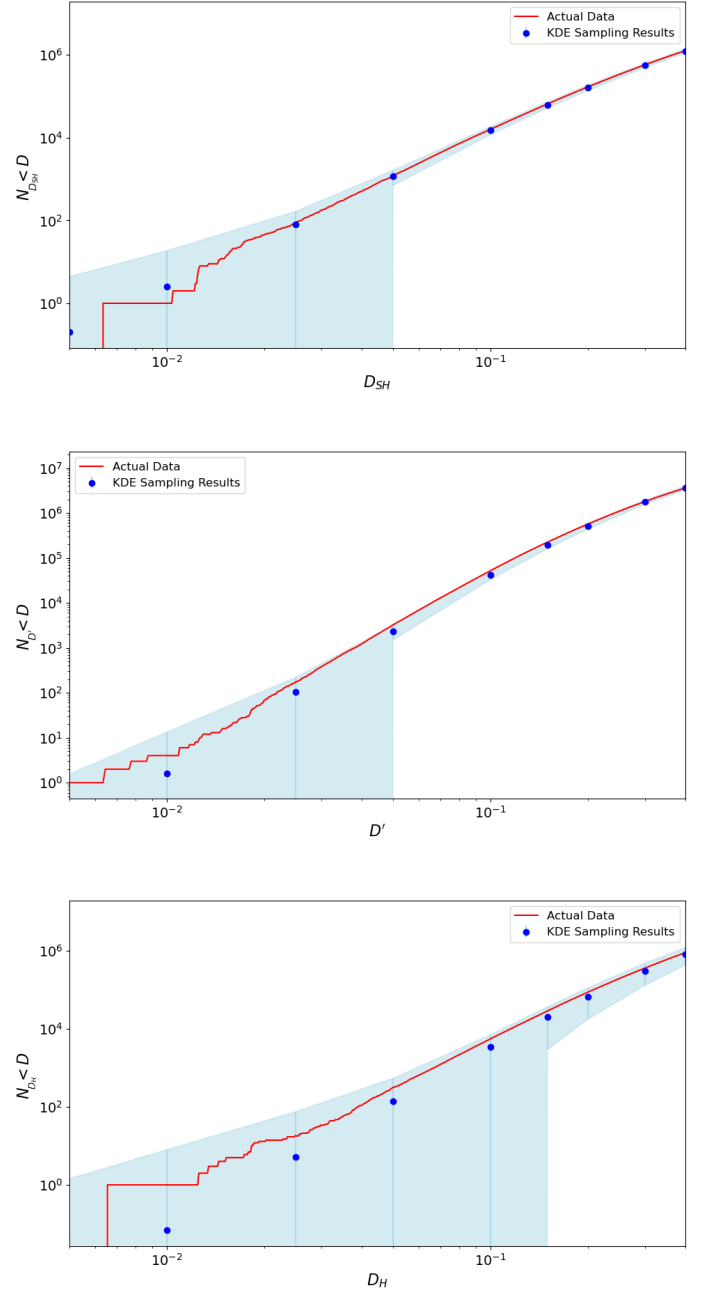 Actual Data
KDE Sampling Results
10^6
10^4
10^2
10^0
N_{D_{SH}} < D
10^{-2}
10^{-1}
D_{SH}
Actual Data
KDE Sampling Results
10^7
10^6
10^5
10^4
10^3
10^2
10^1
10^0
N_{D'} < D
10^{-2}
10^{-1}
D'
Actual Data
KDE Sampling Results
10^6
10^4
10^2
10^0
N_{D_H} < D
10^{-2}
10^{-1}
D_H